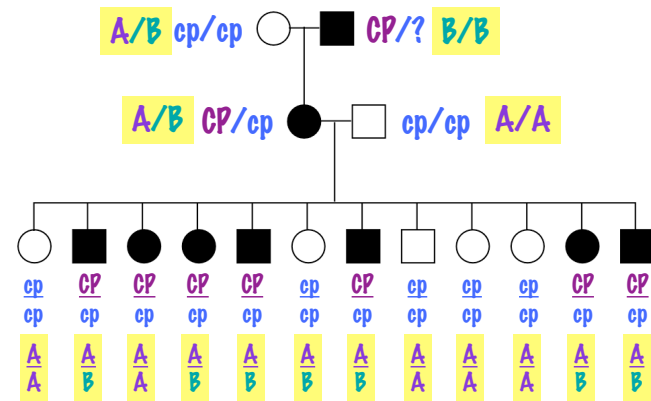 A/B cp/cp CP/? B/B
A/B CP/cp cp/cp A/A
cp CP CP CP CP cp CP cp cp cp CP CP
cp cp cp cp cp cp cp cp cp cp cp cp
A A A A A A A A A A A A
A B A B B B B A A A B B